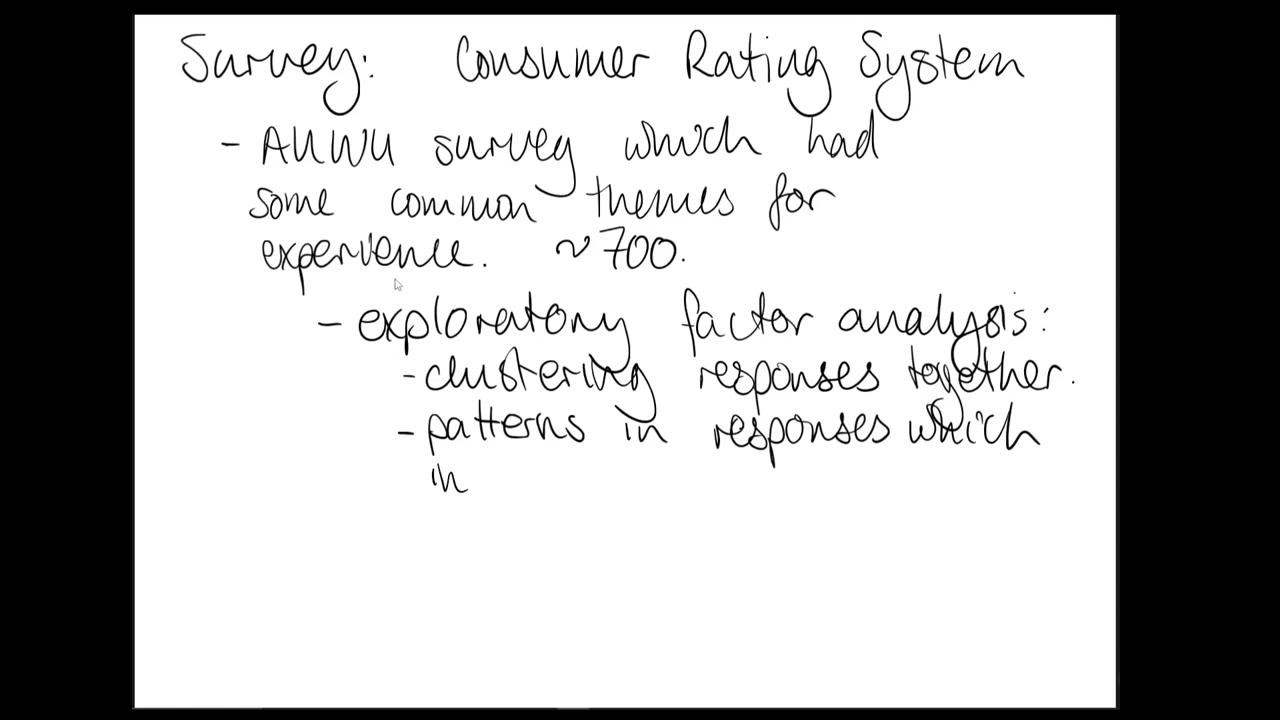 Survey: Consumer Rating System
- AUWU survey which had
some common themes for
experience. ~700.
- exploratory factor analysis:
- clustering responses together.
- patterns in responses which
in